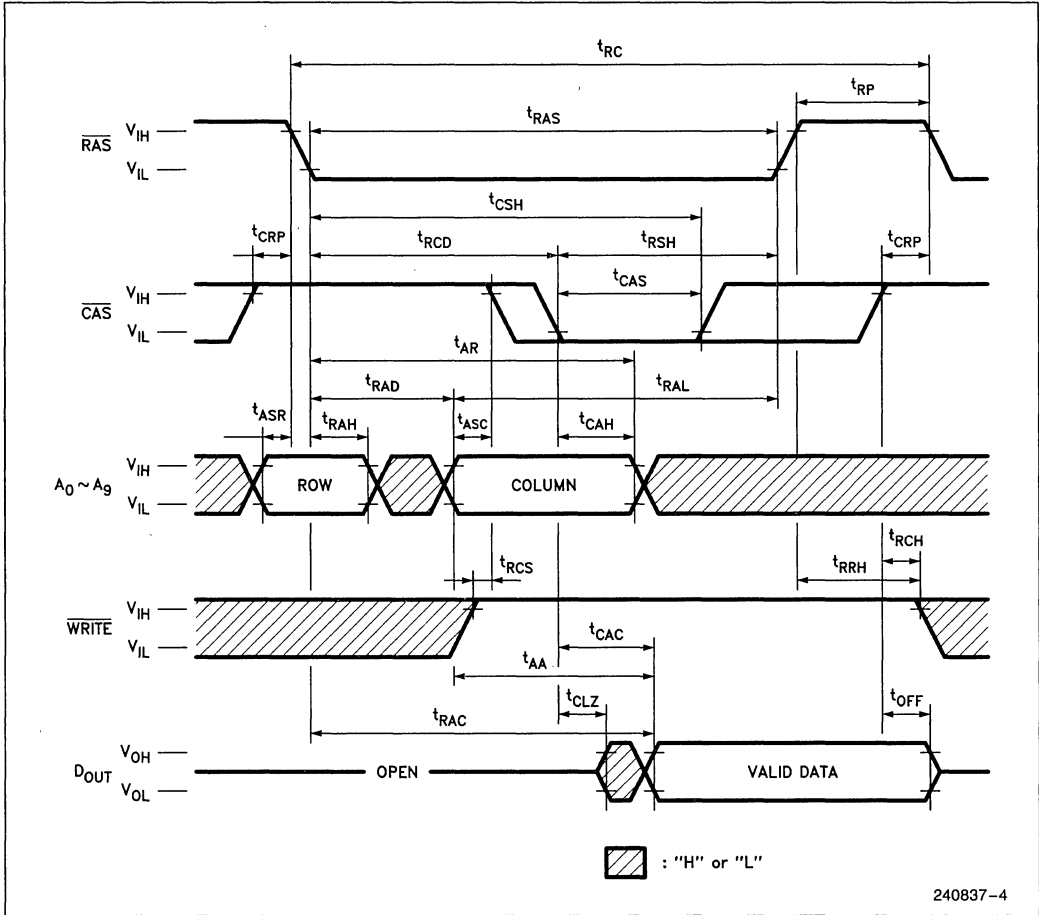 tRC
tRP
RAS VIH
VIL
tRAS
tCSH
tCRP tRCD tRSH tCRP
CAS VIH
VIL
tCAS
tAR
tRAD tRAL
tASR tRAH tASC tCAH
A0 ~ A9 VIH
VIL
ROW COLUMN
tRCS tRRH tRCH
WRITE VIH
VIL
tCAC
tAA
tCLZ tOFF
tRAC
DOUT VOH
VOL
OPEN VALID DATA
: "H" or "L"
240837-4